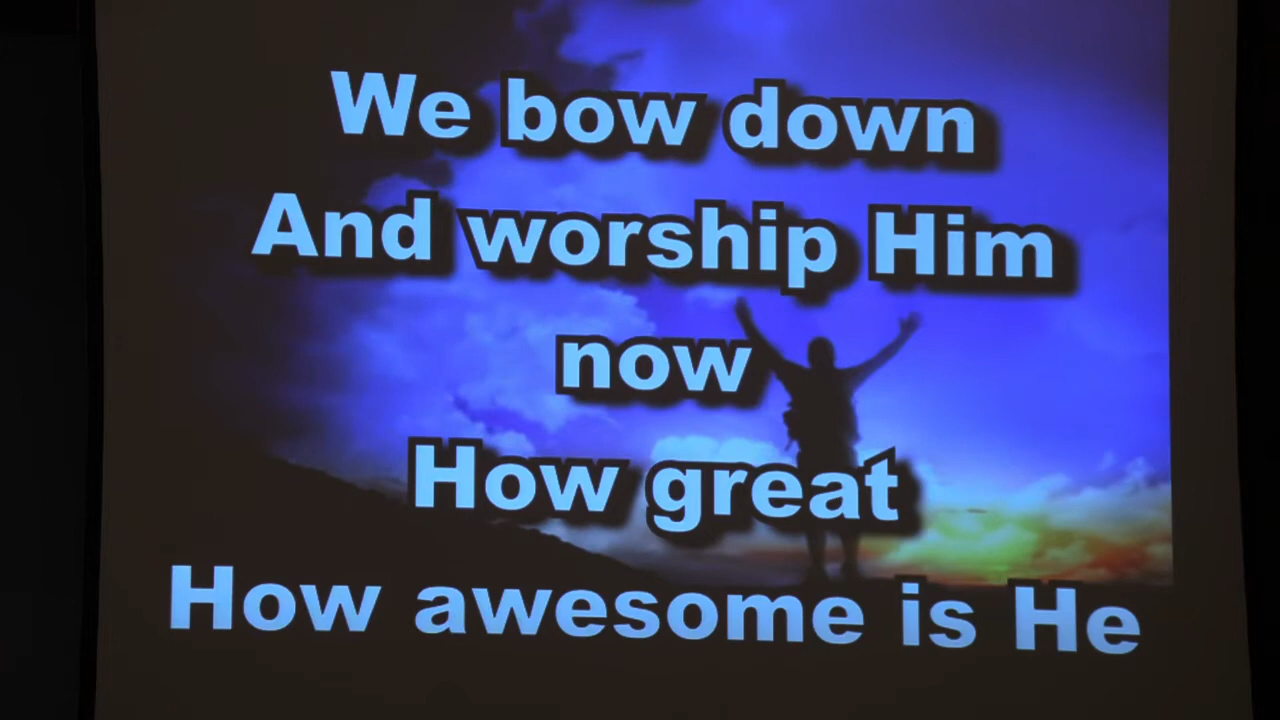 We bow down
And worship Him
now
How great
How awesome is He